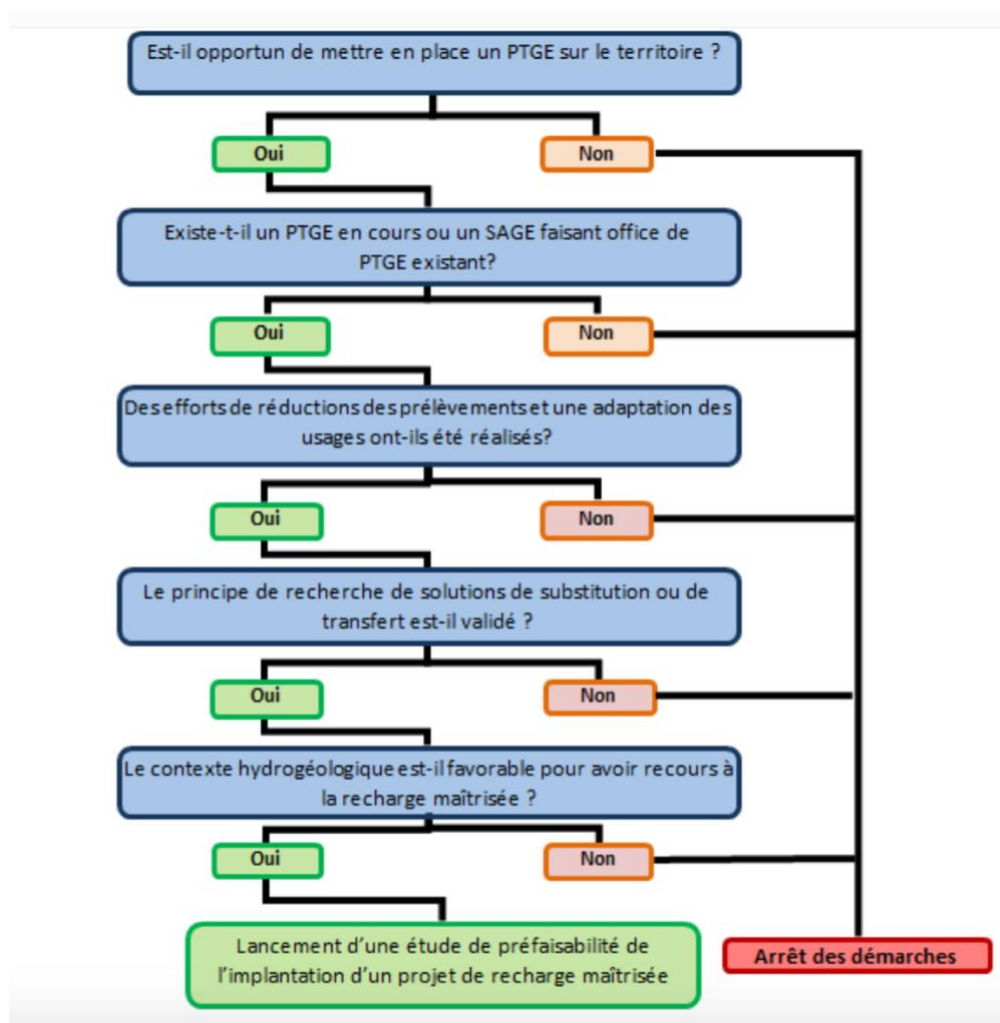 Est-il opportun de mettre en place un PTGE sur le territoire ?
Oui
Non
Existe-t-il un PTGE en cours ou un SAGE faisant office de
PTGE existant?
Oui
Non
Des efforts de réductions des prélèvements et une adaptation des
usages ont-ils été réalisés?
Oui
Non
Le principe de recherche de solutions de substitution ou de
transfert est-il validé ?
Oui
Non
Le contexte hydrogéologique est-il favorable pour avoir recours à
la recharge maîtrisée ?
Oui
Non
Lancement d'une étude de préfaisabilité de
l'implantation d'un projet de recharge maîtrisée
Arrêt des démarches